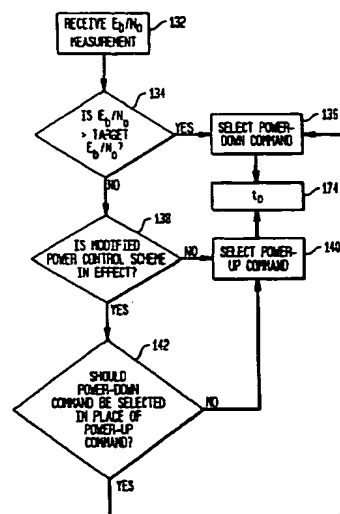 132
RECEIVE Eb/No
MEASUREMENT
134
IS Eb/No
> TARGET
Eb/No?
YES
NO
136
SELECT POWER-
DOWN COMMAND
174
tD
138
IS MODIFIED
POWER CONTROL SCHEME
IN EFFECT?
NO
YES
140
SELECT POWER-
UP COMMAND
142
SHOULD
POWER-DOWN
COMMAND BE SELECTED
IN PLACE OF
POWER-UP
COMMAND?
NO
YES